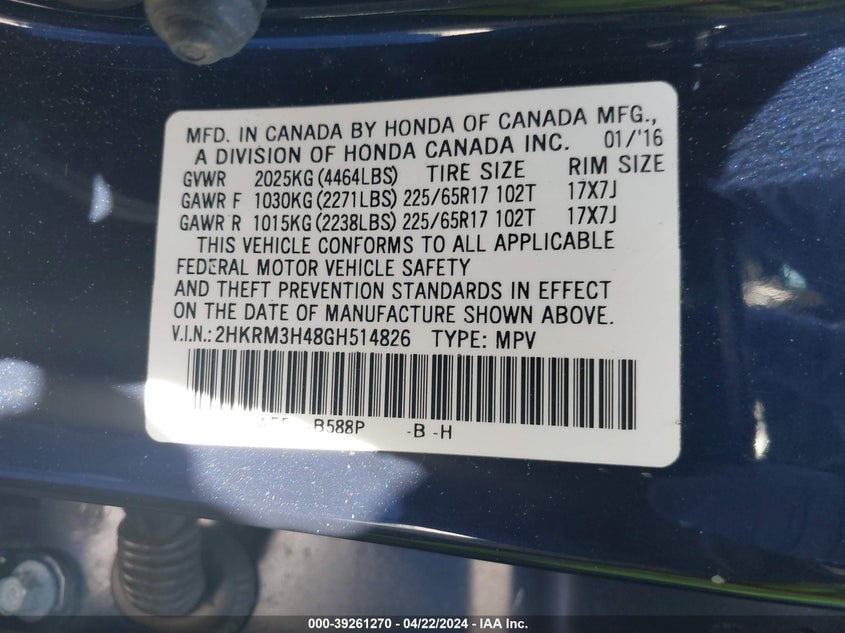 MFD. IN CANADA BY HONDA OF CANADA MFG.,
A DIVISION OF HONDA CANADA INC. 01/'16
GVWR 2025KG (4464LBS) TIRE SIZE RIM SIZE
GAWR F 1030KG (2271LBS) 225/65R17 102T 17X7J
GAWR R 1015KG (2238LBS) 225/65R17 102T 17X7J
THIS VEHICLE CONFORMS TO ALL APPLICABLE
FEDERAL MOTOR VEHICLE SAFETY
AND THEFT PREVENTION STANDARDS IN EFFECT
ON THE DATE OF MANUFACTURE SHOWN ABOVE.
V.I.N.: 2HKRM3H48GH514826 TYPE: MPV
-B588P -B -H
000-39261270 - 04/22/2024 - IAA Inc.